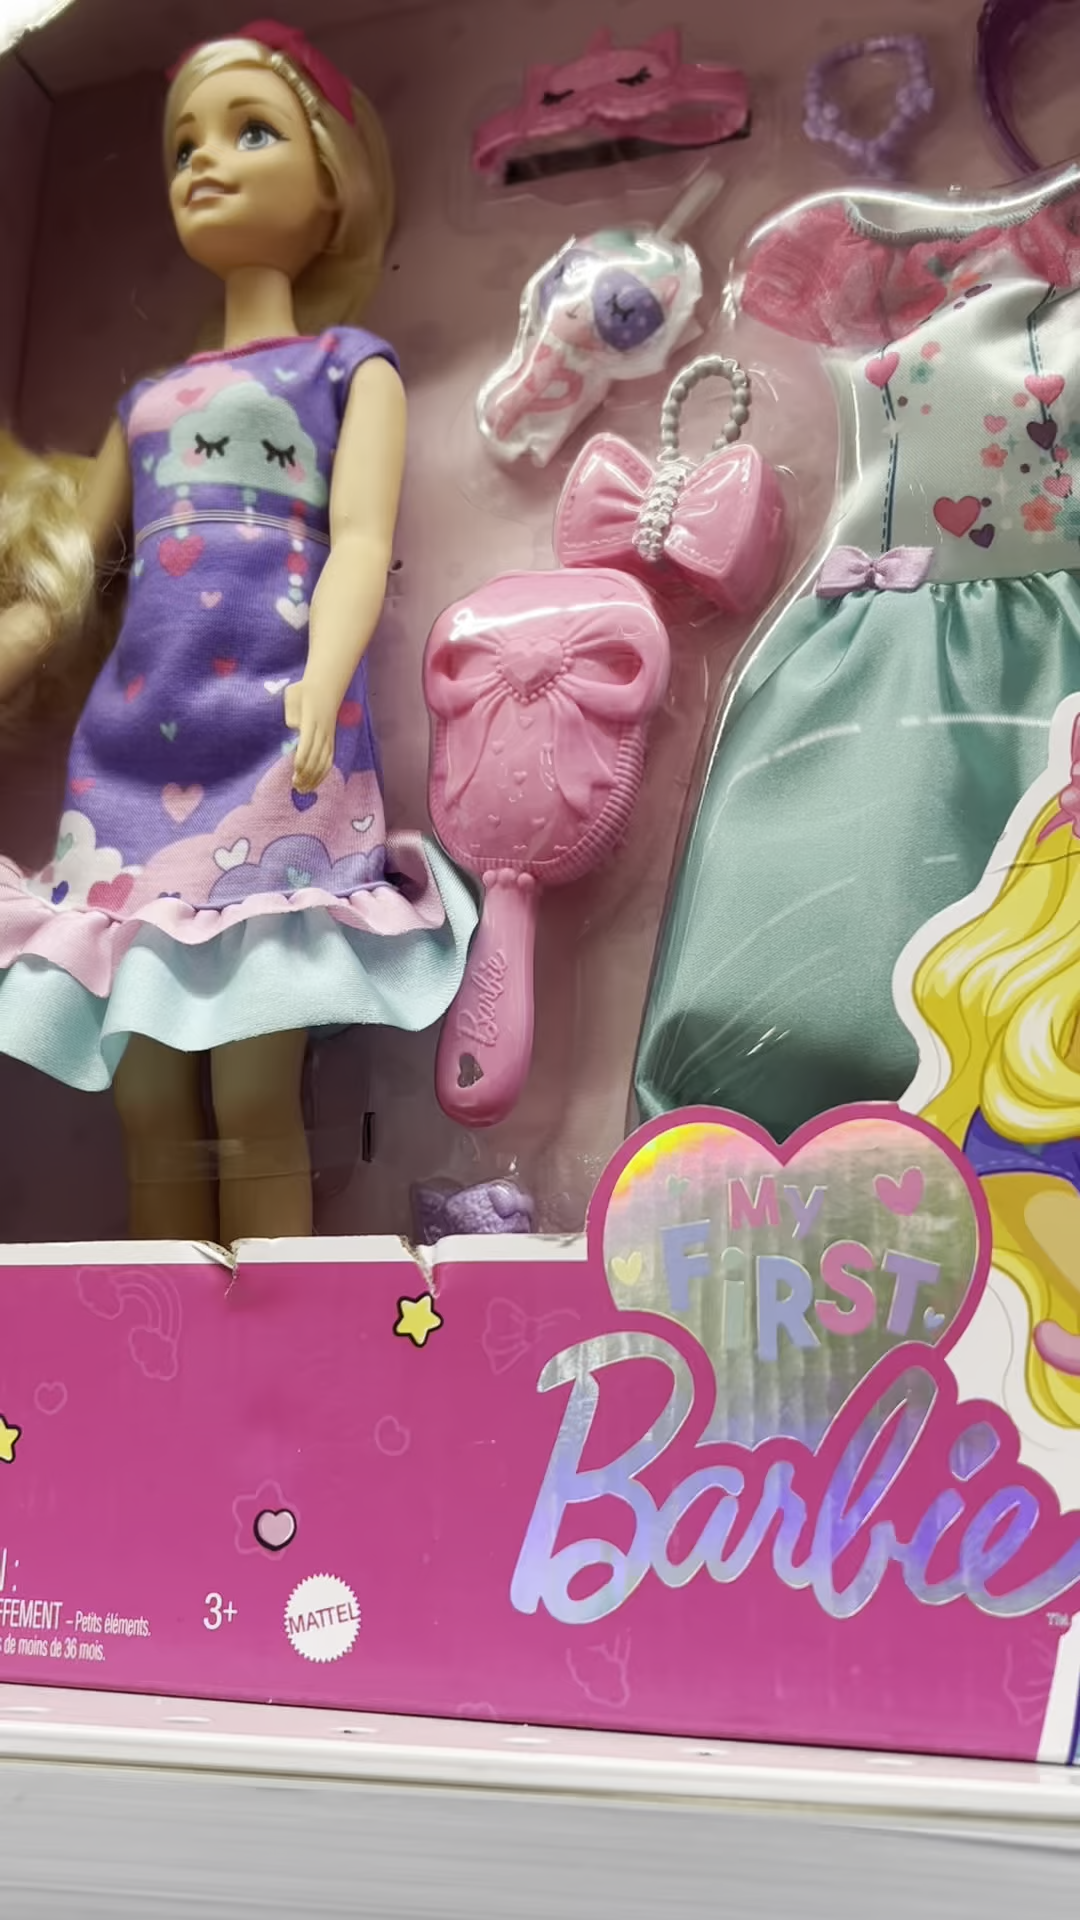 Barbie
My
FiRST
Barbie
TM
:
FFEMENT – Petits éléments.
de moins de 36 mois.
3+
MATTEL